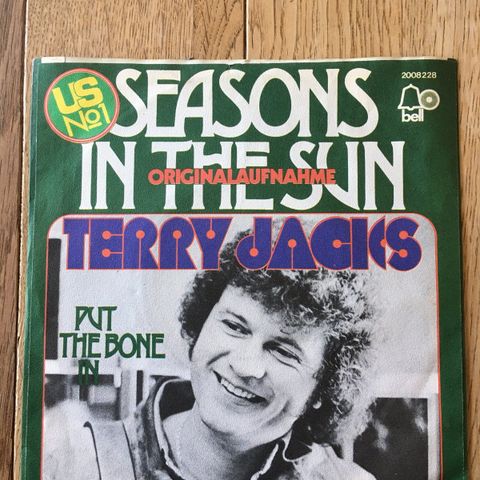 2008228
US
No1
SEASONS
bell
IN THE SUN
ORIGINALAUFNAHME
TERRY JACKS
PUT
THE BONE
IN